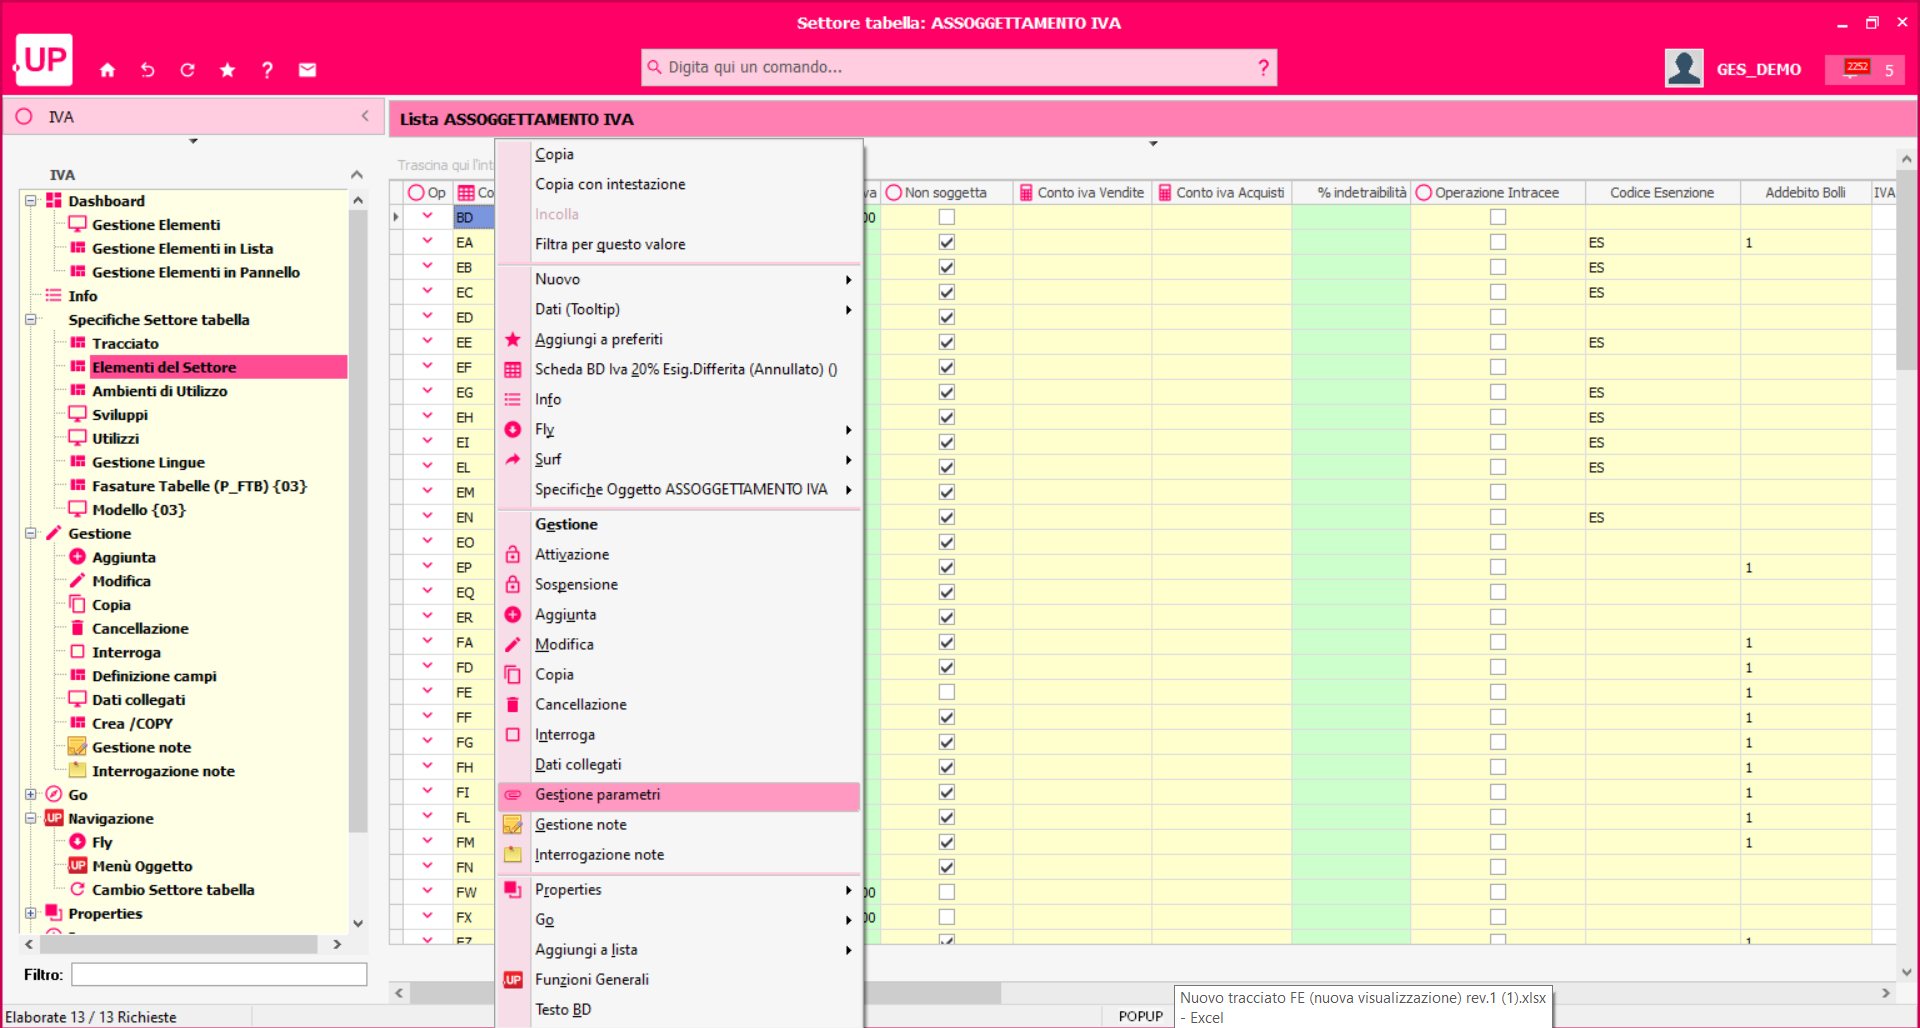 Settore tabella: ASSOGGETTAMENTO IVA
UP
Digita qui un comando...
?
GES_DEMO
2252
5
IVA
Lista ASSOGGETTAMENTO IVA
IVA
Dashboard
Gestione Elementi
Gestione Elementi in Lista
Gestione Elementi in Pannello
Info
Specifiche Settore tabella
Tracciato
Elementi del Settore
Ambienti di Utilizzo
Sviluppi
Utilizzi
Gestione Lingue
Fasature Tabelle (P_FTB) {03}
Modello {03}
Gestione
Aggiunta
Modifica
Copia
Cancellazione
Interroga
Definizione campi
Dati collegati
Crea /COPY
Gestione note
Interrogazione note
Go
UP Navigazione
Fly
UP Menù Oggetto
Cambio Settore tabella
Properties
Filtro:
Elaborate 13 / 13 Richieste
Trascina qui l'int
Copia
Copia con intestazione
Incolla
Filtra per questo valore
Nuovo
Dati (Tooltip)
Aggiungi a preferiti
Scheda BD Iva 20% Esig.Differita (Annullato) ()
Info
Fly
Surf
Specifiche Oggetto ASSOGGETTAMENTO IVA
Gestione
Attivazione
Sospensione
Aggiunta
Modifica
Copia
Cancellazione
Interroga
Dati collegati
Gestione parametri
Gestione note
Interrogazione note
Properties
Go
Aggiungi a lista
UP Funzioni Generali
Testo BD
Op Co va Non soggetta Conto iva Vendite Conto iva Acquisti % indetraibilità Operazione Intracee Codice Esenzione Addebito Bolli IVA
BD 00
EA ES 1
EB ES
EC ES
ED
EE ES
EF
EG ES
EH ES
EI ES
EL ES
EM
EN ES
EO
EP 1
EQ
ER
FA 1
FD 1
FE 1
FF 1
FG 1
FH 1
FI 1
FL 1
FM 1
FN
FW 00
FX 00
FZ 1
POPUP
Nuovo tracciato FE (nuova visualizzazione) rev.1 (1).xlsx
- Excel